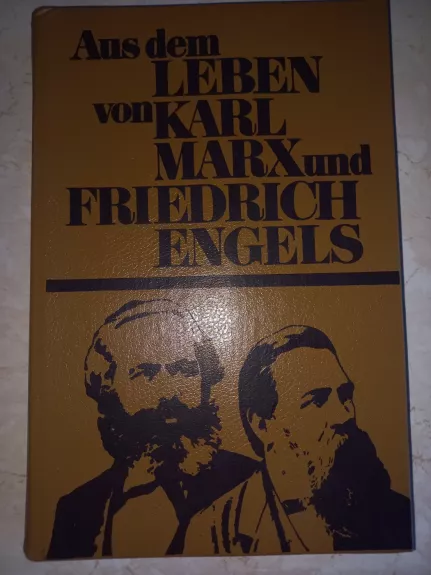 Aus dem
LEBEN
von KARL
MARX und
FRIEDRICH
ENGELS